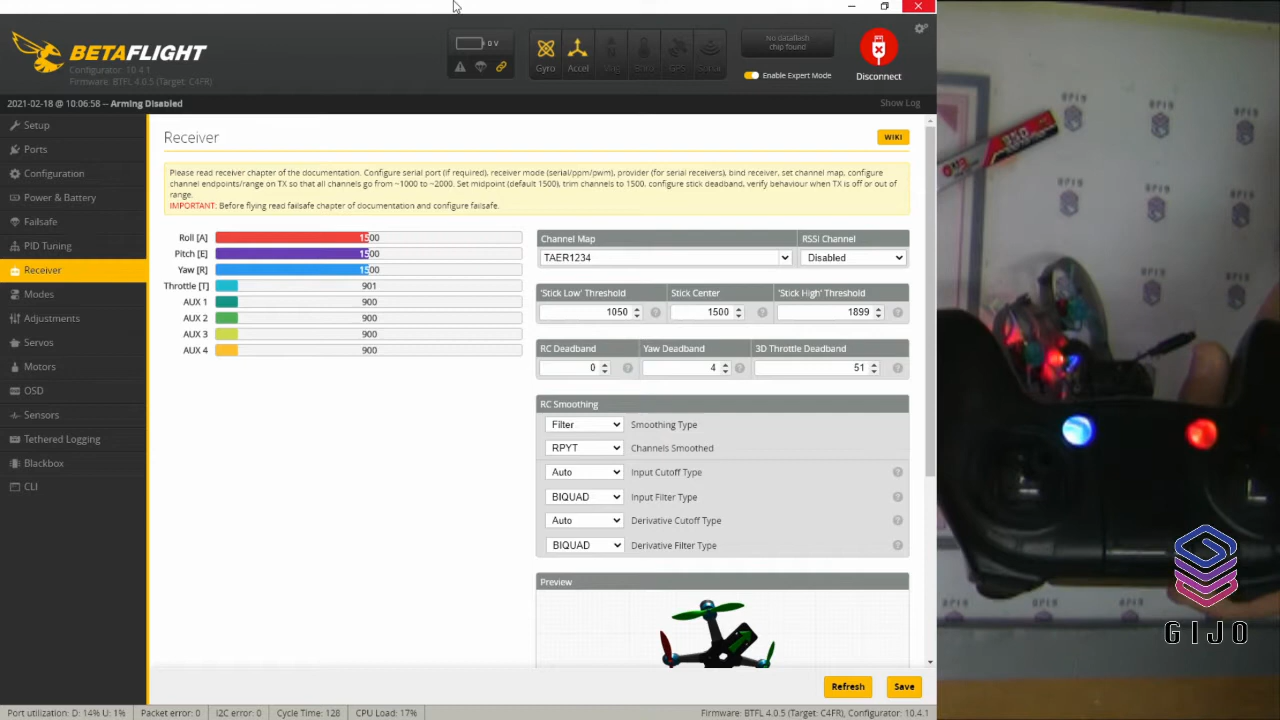 BETAFLIGHT
Configurator: 10.4.1
Firmware: BTFL 4.0.5 (Target: C4FR)
0 V
Gyro
Accel
Mag
Baro
GPS
Sonar
No dataflash
chip found
Enable Expert Mode
Disconnect
2021-02-18 @ 10:06:58 -- Arming Disabled
Show Log
Setup
Ports
Configuration
Power & Battery
Failsafe
PID Tuning
Receiver
Modes
Adjustments
Servos
Motors
OSD
Sensors
Tethered Logging
Blackbox
CLI
Receiver
WIKI
Please read receiver chapter of the documentation. Configure serial port (if required), receiver mode (serial/ppm/pwm), provider (for serial receivers), bind receiver, set channel map, configure
channel endpoints/range on TX so that all channels go from ~1000 to ~2000. Set midpoint (default 1500), trim channels to 1500, configure stick deadband, verify behaviour when TX is off or out of
range.
IMPORTANT: Before flying read failsafe chapter of documentation and configure failsafe.
Roll [A] 1500
Pitch [E] 1500
Yaw [R] 1500
Throttle [T] 901
AUX 1 900
AUX 2 900
AUX 3 900
AUX 4 900
Channel Map RSSI Channel
TAER1234 Disabled
'Stick Low' Threshold Stick Center 'Stick High' Threshold
1050 1500 1899
RC Deadband Yaw Deadband 3D Throttle Deadband
0 4 51
RC Smoothing
Filter Smoothing Type
RPYT Channels Smoothed
Auto Input Cutoff Type
BIQUAD Input Filter Type
Auto Derivative Cutoff Type
BIQUAD Derivative Filter Type
Preview
Refresh Save
Port utilization: D: 14% U: 1% Packet error: 0 I2C error: 0 Cycle Time: 128 CPU Load: 17% Firmware: BTFL 4.0.5 (Target: C4FR), Configurator: 10.4.1
950
GIJO